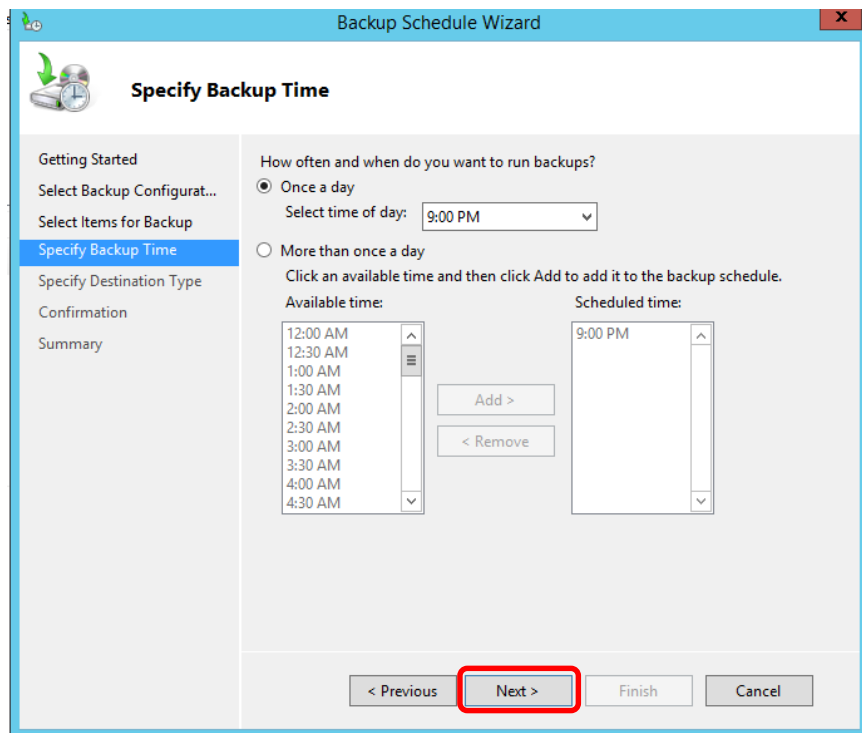 Backup Schedule Wizard
x
Specify Backup Time
Getting Started
Select Backup Configurat...
Select Items for Backup
Specify Backup Time
Specify Destination Type
Confirmation
Summary
How often and when do you want to run backups?
Once a day
Select time of day: 9:00 PM
More than once a day
Click an available time and then click Add to add it to the backup schedule.
Available time: Scheduled time:
12:00 AM 9:00 PM
12:30 AM
1:00 AM
1:30 AM
2:00 AM
2:30 AM
3:00 AM
3:30 AM
4:00 AM
4:30 AM
Add >
< Remove
< Previous Next > Finish Cancel